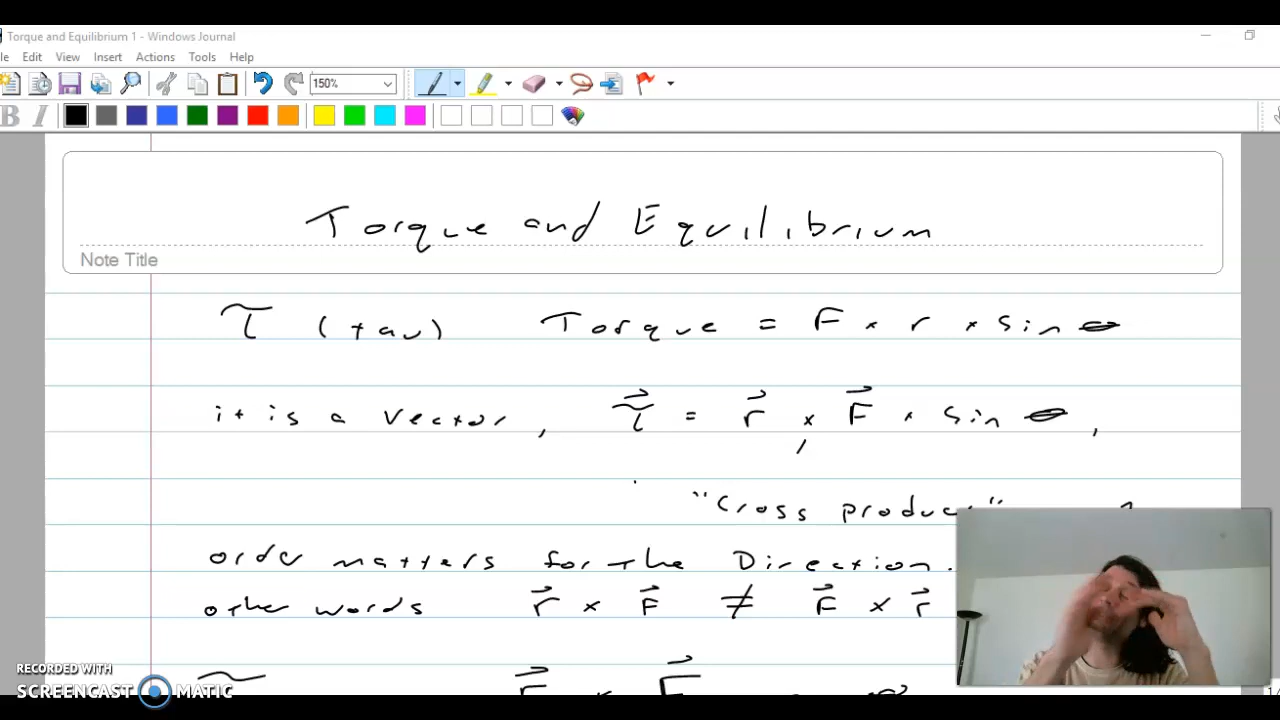 Torque and Equilibrium 1 - Windows Journal
le Edit View Insert Actions Tools Help
150%
B I
Torque and Equilibrium
Note Title
τ (tau) Torque = F × r × sin θ
it is a vector, τ⃗ = r⃗ × F⃗ × sin θ,
"Cross product"
order matters for the Direction.
other words r⃗ × F⃗ ≠ F⃗ × r⃗
RECORDED WITH
SCREENCAST MATIC